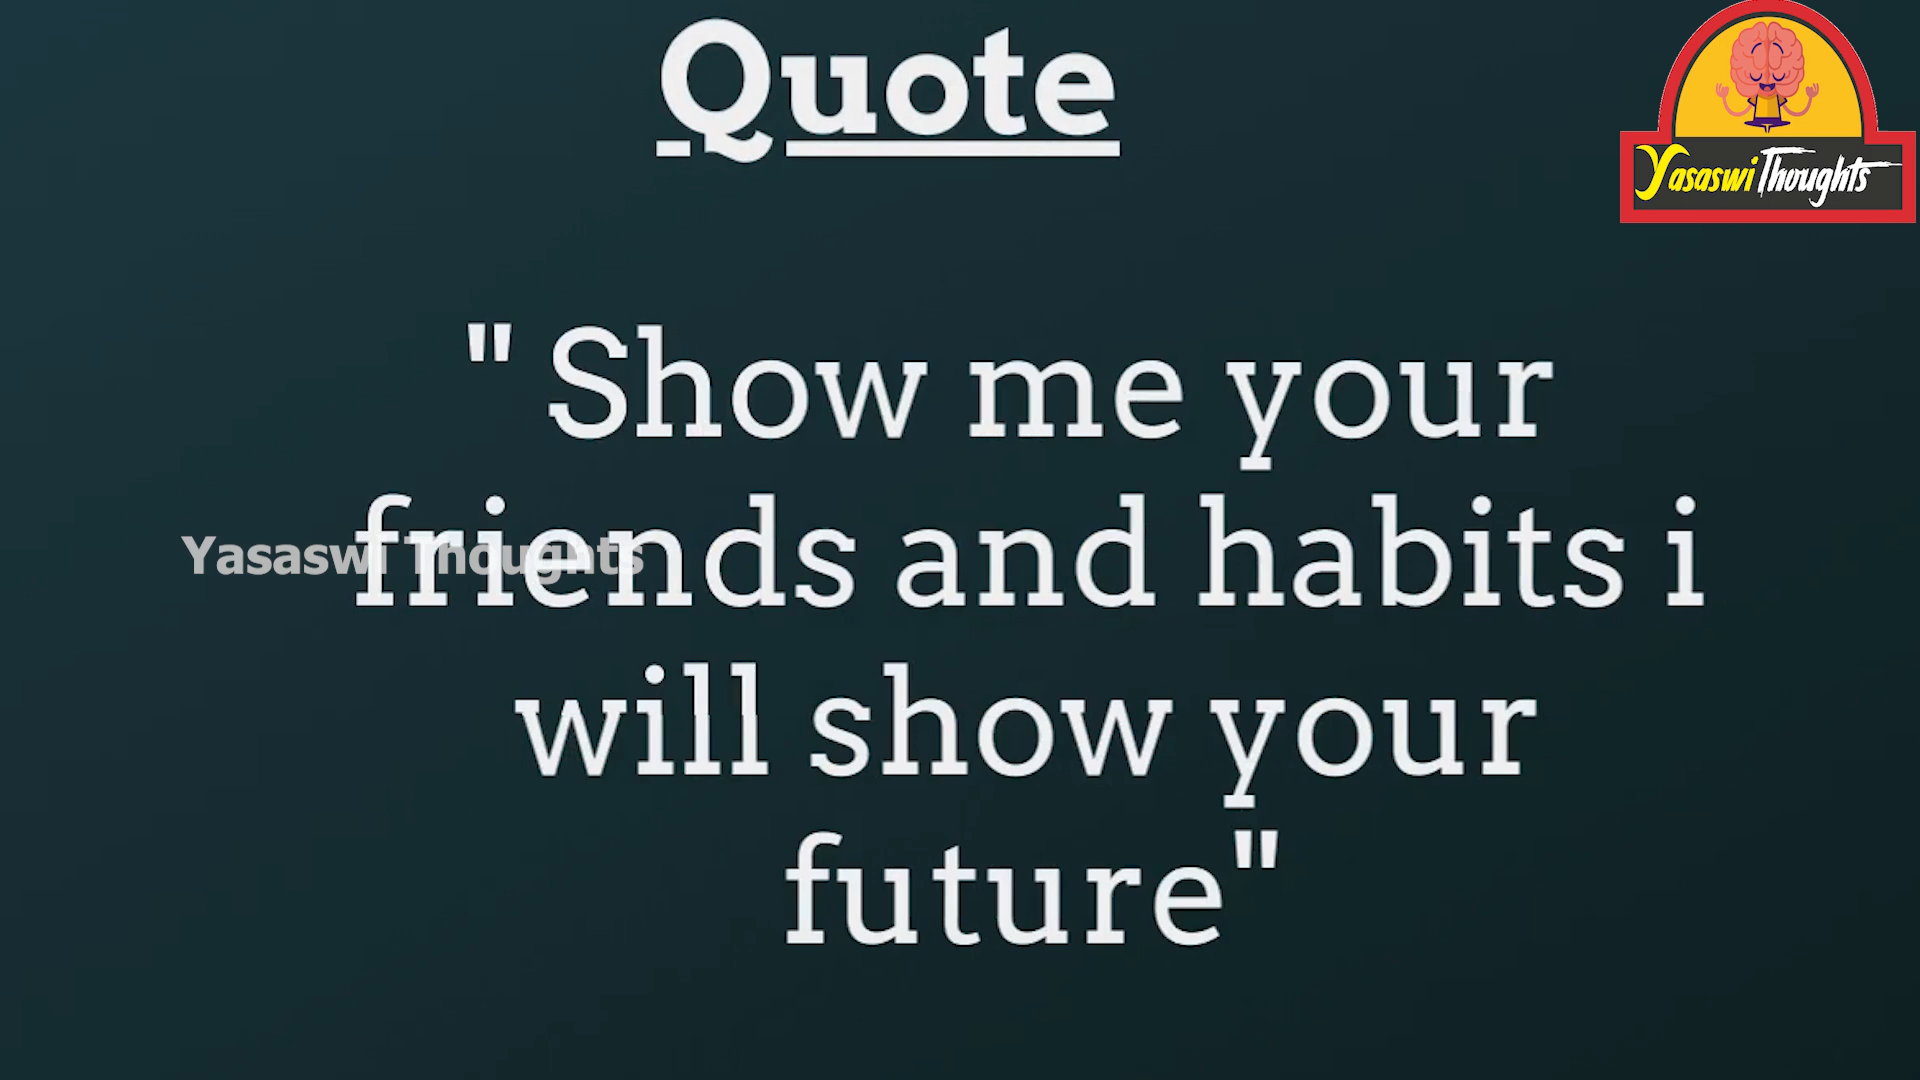 Quote
Yasaswi Thoughts
" Show me your
friends and habits i
will show your
future"
Yasaswi Thoughts